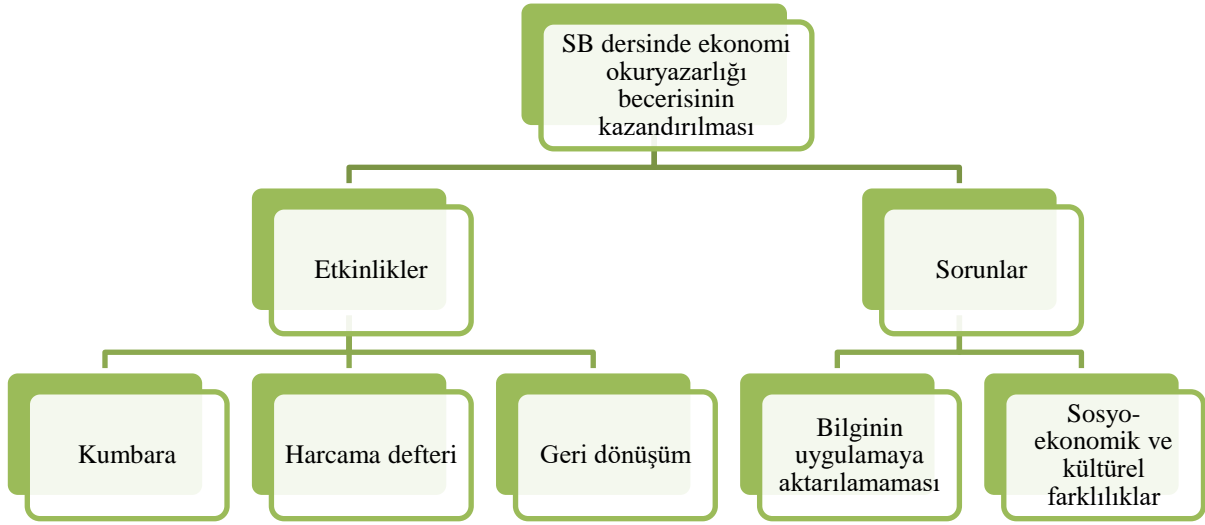 SB dersinde ekonomi
okuryazarlığı
becerisinin
kazandırılması
Etkinlikler
Sorunlar
Kumbara
Harcama defteri
Geri dönüşüm
Bilginin
uygulamaya
aktarılamaması
Sosyo-
ekonomik ve
kültürel
farklılıklar